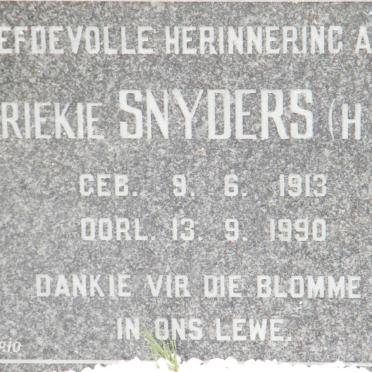 EFDEVOLLE HERINNERING A
RIEKIE SNYDERS (H
GEB. 9. 6. 1913
OORL. 13. 9. 1990
DANKIE VIR DIE BLOMME
IN ONS LEWE.
RIO